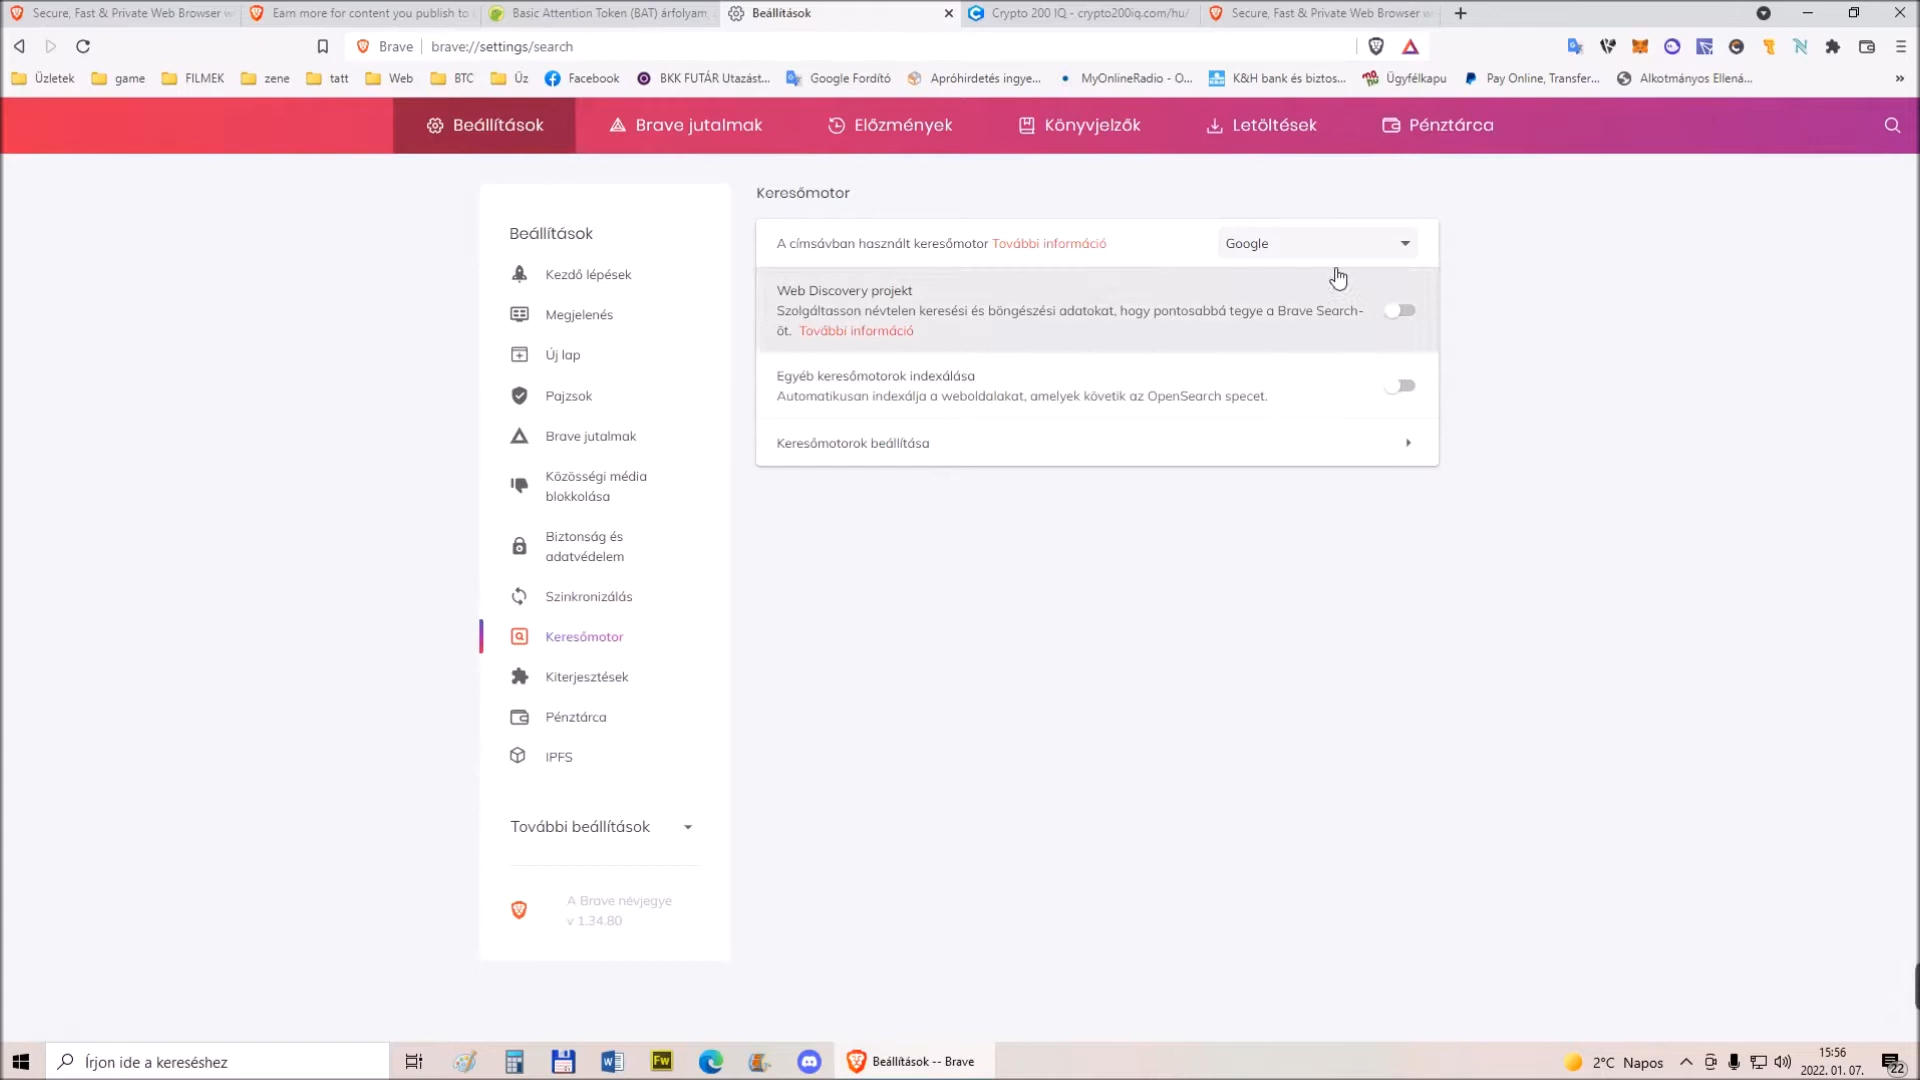 Secure, Fast & Private Web Browser w
Earn more for content you publish to
Basic Attention Token (BAT) árfolyam,
Beállítások
Crypto 200 IQ - crypto200iq.com/hu/
Secure, Fast & Private Web Browser w
Brave
brave://settings/search
Üzletek
game
FILMEK
zene
tatt
Web
BTC
Űz
Facebook
BKK FUTÁR Utazást...
Google Fordító
Apróhirdetés ingye...
MyOnlineRadio - O...
K&H bank és biztos...
Ügyfélkapu
Pay Online, Transfer...
Alkotmányos Ellená...
»
Beállítások
Brave jutalmak
Előzmények
Könyvjelzők
Letöltések
Pénztárca
Beállítások
Kezdő lépések
Megjelenés
Új lap
Pajzsok
Brave jutalmak
Közösségi média
blokkolása
Biztonság és
adatvédelem
Szinkronizálás
Keresőmotor
Kiterjesztések
Pénztárca
IPFS
További beállítások
A Brave névjegye
v 1.34.80
Keresőmotor
A címsávban használt keresőmotor További információ
Google
Web Discovery projekt
Szolgáltasson névtelen keresési és böngészési adatokat, hogy pontosabbá tegye a Brave Search-
öt. További információ
Egyéb keresőmotorok indexálása
Automatikusan indexálja a weboldalakat, amelyek követik az OpenSearch specet.
Keresőmotorok beállítása
Írjon ide a kereséshez
Fw
Beállítások -- Brave
2°C Napos
15:56
2022. 01. 07.
22